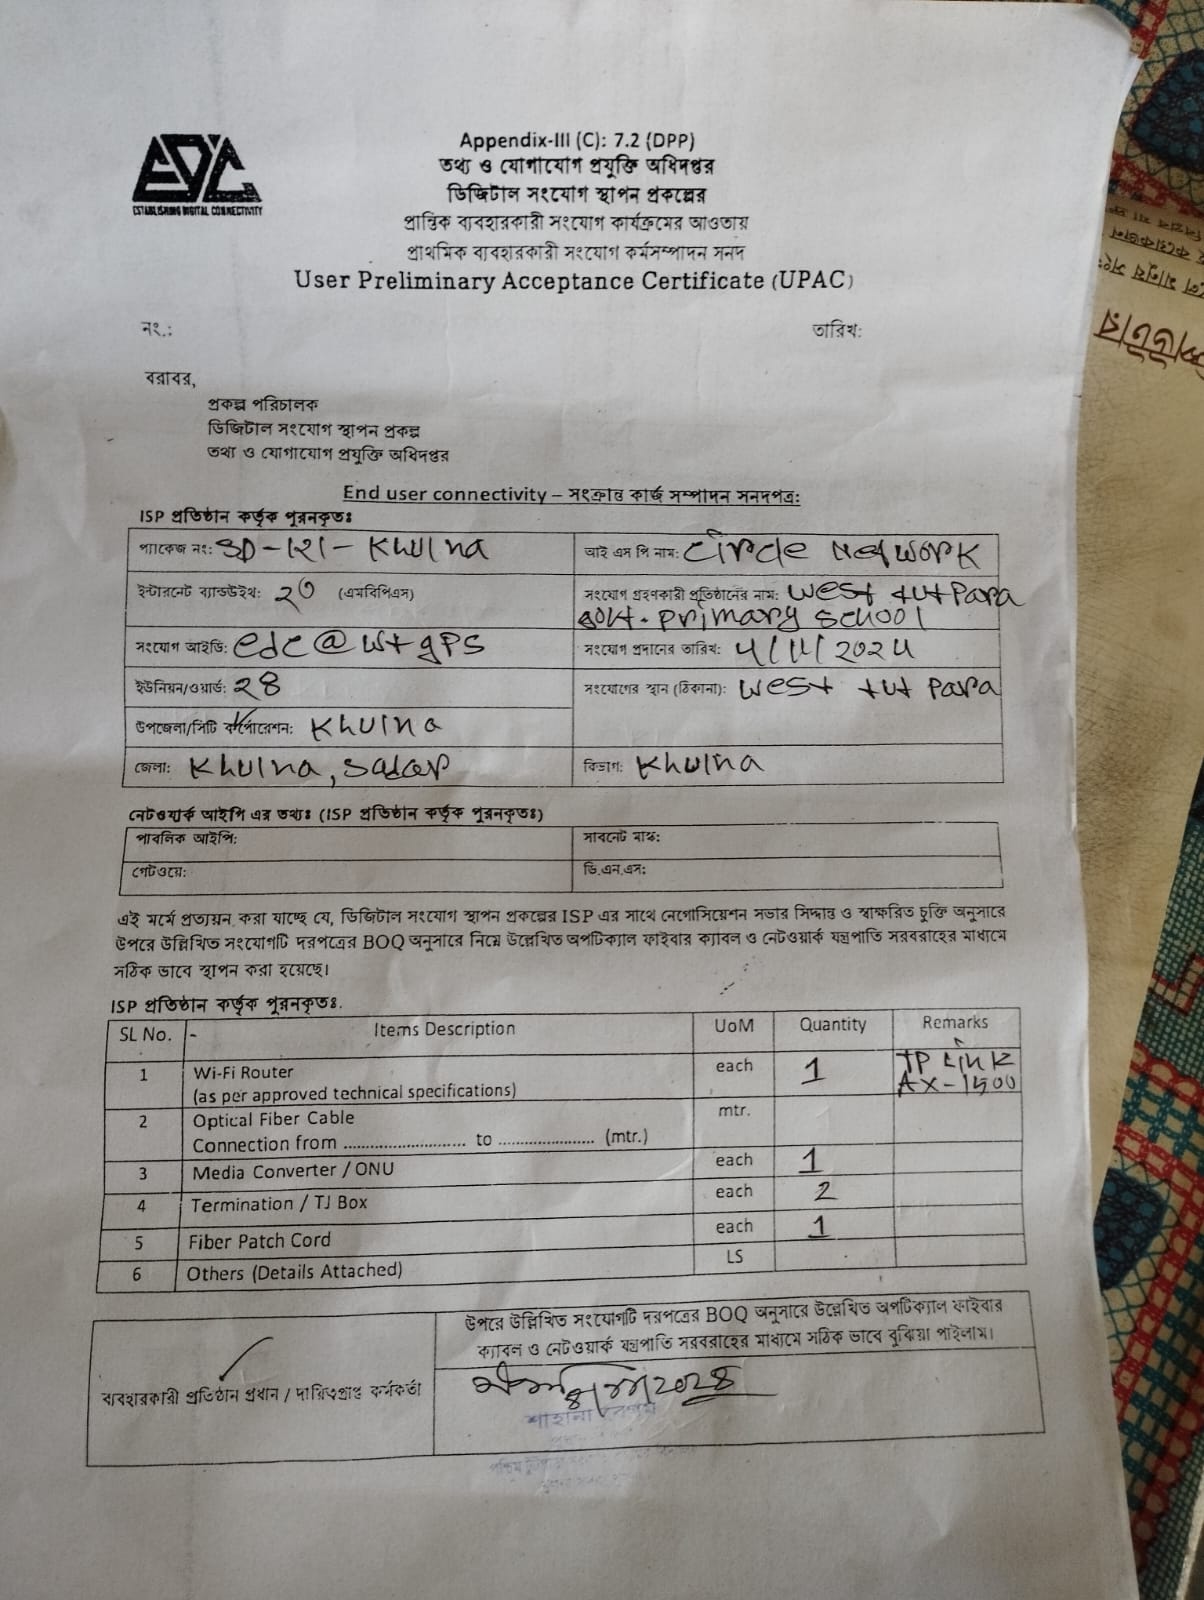 EDC
ESTABLISHING DIGITAL CONNECTIVITY
Appendix-III (C): 7.2 (DPP)
তথ্য ও যোগাযোগ প্রযুক্তি অধিদপ্তর
ডিজিটাল সংযোগ স্থাপন প্রকল্পের
প্রান্তিক ব্যবহারকারী সংযোগ কার্যক্রমের আওতায়
প্রাথমিক ব্যবহারকারী সংযোগ কর্মসম্পাদন সনদ
User Preliminary Acceptance Certificate (UPAC)
নং.: তারিখ:
বরাবর,
প্রকল্প পরিচালক
ডিজিটাল সংযোগ স্থাপন প্রকল্প
তথ্য ও যোগাযোগ প্রযুক্তি অধিদপ্তর
End user connectivity – সংক্রান্ত কার্জ সম্পাদন সনদপত্র:
ISP প্রতিষ্ঠান কর্তৃক পূরনকৃতঃ
প্যাকেজ নং: SD-121-Khulna আই এস পি নাম: Circle Network
ইন্টারনেট ব্যান্ডউইথ: ২০ (এমবিপিএস) সংযোগ গ্রহণকারী প্রতিষ্ঠানের নাম: West tut Para
Govt. Primary School
সংযোগ আইডি: edc@wtgps সংযোগ প্রদানের তারিখ: ৪/১১/২০২৪
ইউনিয়ন/ওয়ার্ড: ২৪ সংযোগের স্থান (ঠিকানা): West tut Para
উপজেলা/সিটি কর্পোরেশন: Khulna
জেলা: Khulna, Sadar বিভাগ: Khulna
নেটওয়ার্ক আইপি এর তথ্যঃ (ISP প্রতিষ্ঠান কর্তৃক পূরনকৃতঃ)
পাবলিক আইপি: সাবনেট মাস্ক:
গেটওয়ে: ডি.এন.এস:
এই মর্মে প্রত্যয়ন করা যাচ্ছে যে, ডিজিটাল সংযোগ স্থাপন প্রকল্পের ISP এর সাথে নেগোসিয়েশন সভার সিদ্দান্ত ও স্বাক্ষরিত চুক্তি অনুসারে
উপরে উল্লিখিত সংযোগটি দরপত্রের BOQ অনুসারে নিম্নে উল্লেখিত অপটিক্যাল ফাইবার ক্যাবল ও নেটওয়ার্ক যন্ত্রপাতি সরবরাহের মাধ্যমে
সঠিক ভাবে স্থাপন করা হয়েছে।
ISP প্রতিষ্ঠান কর্তৃক পূরনকৃতঃ.
SL No. - Items Description UoM Quantity Remarks
1 Wi-Fi Router each 1 TP Link
(as per approved technical specifications) AX-1500
2 Optical Fiber Cable mtr.
Connection from ........................... to ..................... (mtr.)
3 Media Converter / ONU each 1
4 Termination / TJ Box each 2
5 Fiber Patch Cord each 1
6 Others (Details Attached) LS
উপরে উল্লিখিত সংযোগটি দরপত্রের BOQ অনুসারে উল্লেখিত অপটিক্যাল ফাইবার
ক্যাবল ও নেটওয়ার্ক যন্ত্রপাতি সরবরাহের মাধ্যমে সঠিক ভাবে বুঝিয়া পাইলাম।
ব্যবহারকারী প্রতিষ্ঠান প্রধান / দায়িত্বপ্রাপ্ত কর্মকর্তা
শাহানা বেগম